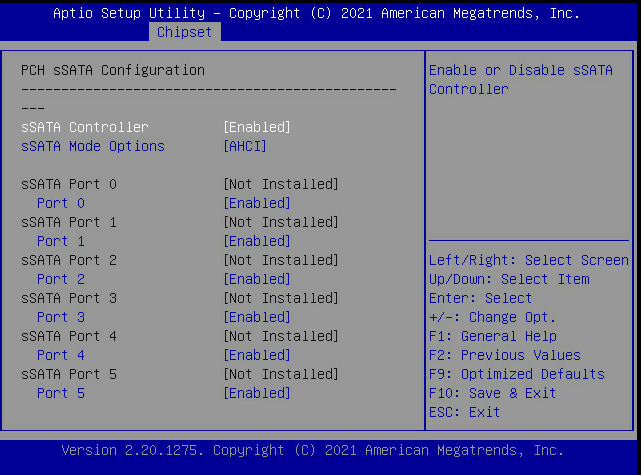 Aptio Setup Utility – Copyright (C) 2021 American Megatrends, Inc.
Chipset
PCH sSATA Configuration
----------------------------------------------
---
sSATA Controller [Enabled]
sSATA Mode Options [AHCI]
sSATA Port 0 [Not Installed]
Port 0 [Enabled]
sSATA Port 1 [Not Installed]
Port 1 [Enabled]
sSATA Port 2 [Not Installed]
Port 2 [Enabled]
sSATA Port 3 [Not Installed]
Port 3 [Enabled]
sSATA Port 4 [Not Installed]
Port 4 [Enabled]
sSATA Port 5 [Not Installed]
Port 5 [Enabled]
Enable or Disable sSATA
Controller
Left/Right: Select Screen
Up/Down: Select Item
Enter: Select
+/-: Change Opt.
F1: General Help
F2: Previous Values
F9: Optimized Defaults
F10: Save & Exit
ESC: Exit
Version 2.20.1275. Copyright (C) 2021 American Megatrends, Inc.